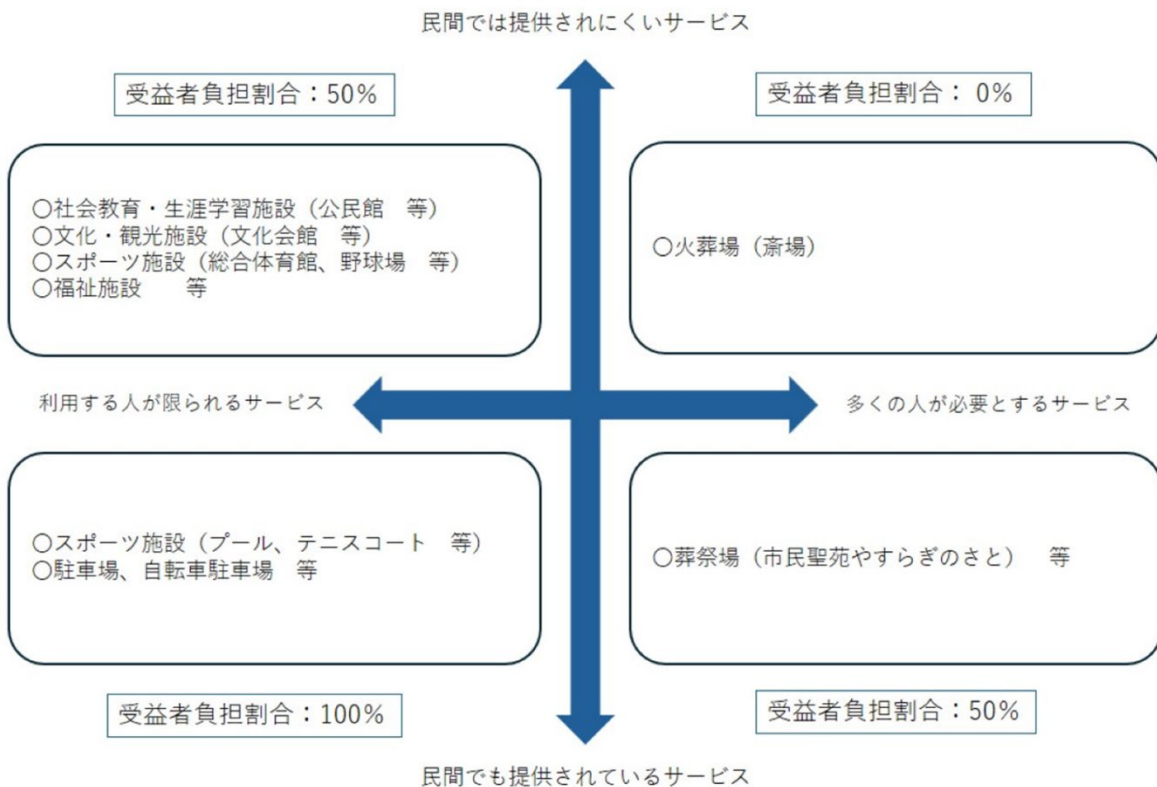 民間では提供されにくいサービス
受益者負担割合：50%
受益者負担割合： 0%
○社会教育・生涯学習施設（公民館　等）
○文化・観光施設（文化会館　等）
○スポーツ施設（総合体育館、野球場　等）
○福祉施設　　等
○火葬場（斎場）
利用する人が限られるサービス
多くの人が必要とするサービス
○スポーツ施設（プール、テニスコート　等）
○駐車場、自転車駐車場　等
○葬祭場（市民聖苑やすらぎのさと）　等
受益者負担割合：100%
受益者負担割合：50%
民間でも提供されているサービス